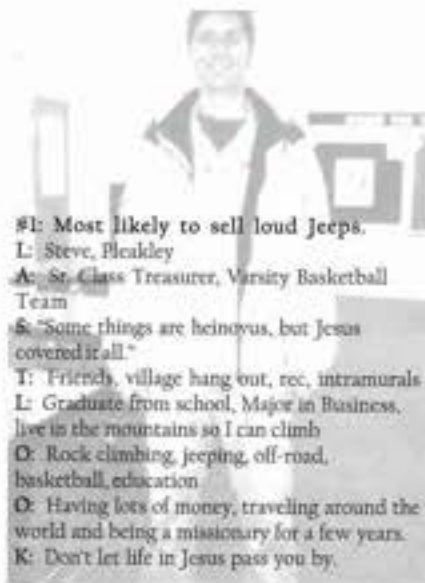 #1: Most likely to sell loud Jeeps.
L: Steve, Pleakley
A: Sr. Class Treasurer, Varsity Basketball
Team
S: "Some things are heinovus, but Jesus
covered it all."
T: Friends, village hang out, rec, intramurals
L: Graduate from school, Major in Business,
live in the mountains so I can climb
O: Rock climbing, jeeping, off-road,
basketball, education
O: Having lots of money, traveling around the
world and being a missionary for a few years.
K: Don't let life in Jesus pass you by.